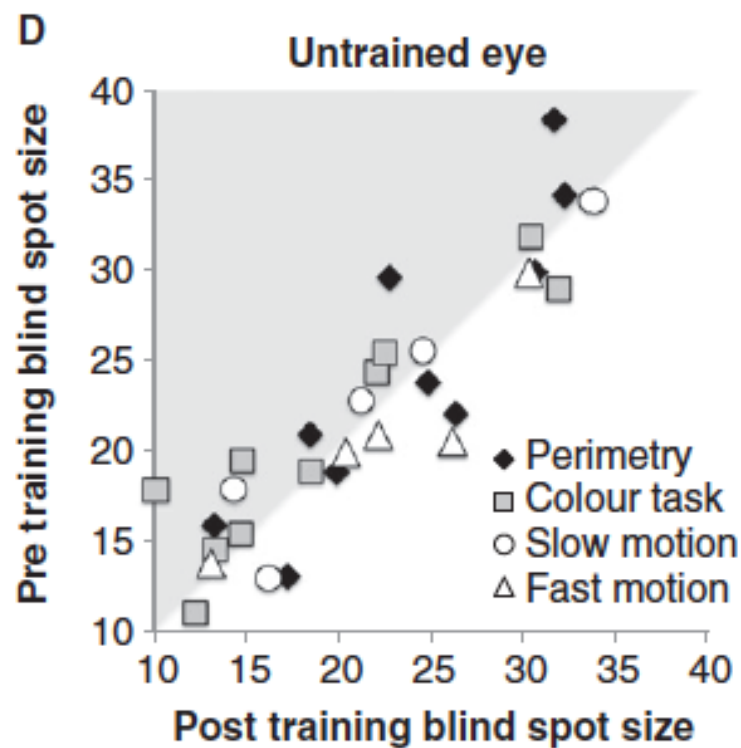 D
Untrained eye
Pre training blind spot size
40
35
30
25
20
15
10
Perimetry
Colour task
Slow motion
Fast motion
10 15 20 25 30 35 40
Post training blind spot size